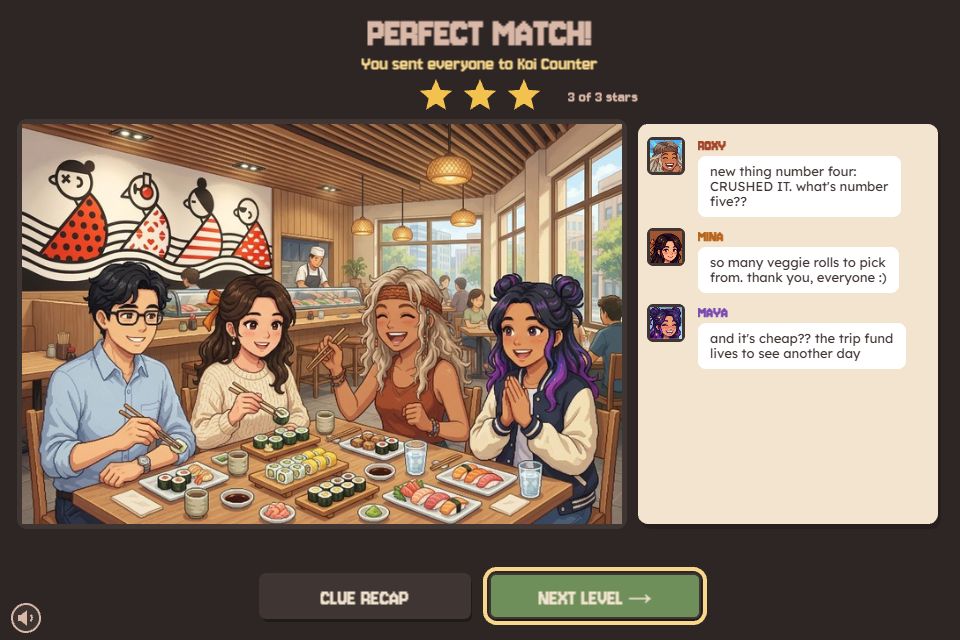 PERFECT MATCH!
You sent everyone to Koi Counter
3 of 3 stars
ROXY
new thing number four:
CRUSHED IT. what's number
five??
MINA
so many veggie rolls to pick
from. thank you, everyone :)
MAYA
and it's cheap?? the trip fund
lives to see another day
CLUE RECAP
NEXT LEVEL →